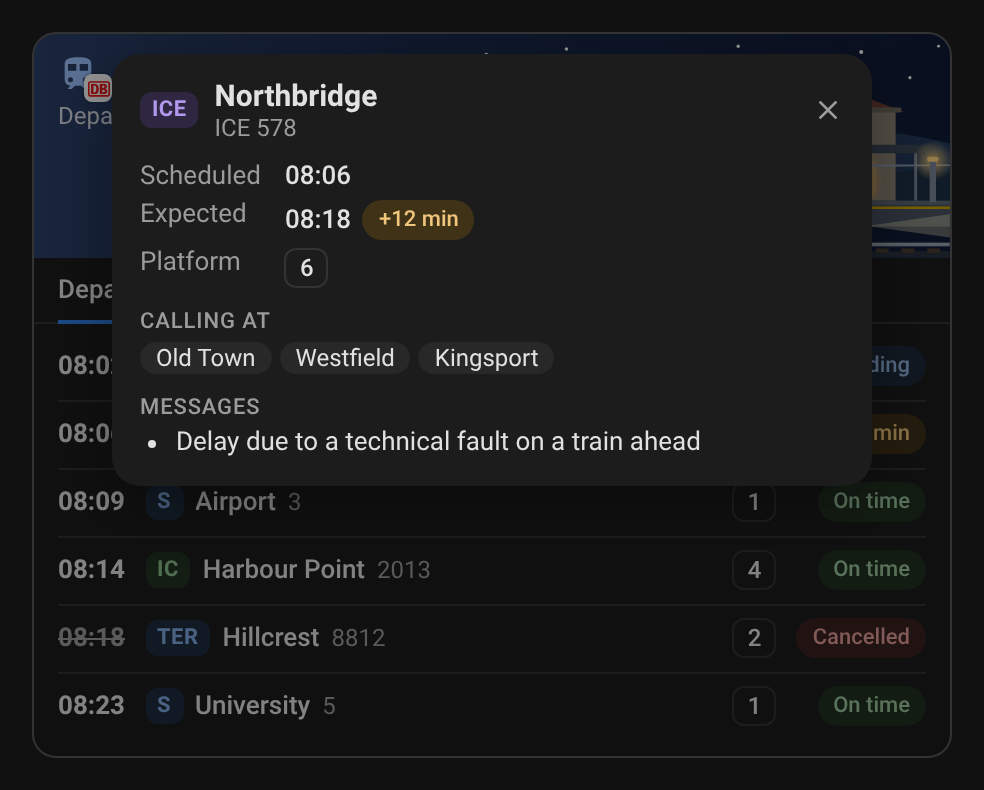 DB
ICE Northbridge
ICE 578
Scheduled 08:06
Expected 08:18 +12 min
Platform 6
CALLING AT
Old Town Westfield Kingsport
MESSAGES
• Delay due to a technical fault on a train ahead
min
08:09 S Airport 3 1 On time
08:14 IC Harbour Point 2013 4 On time
08:18 TER Hillcrest 8812 2 Cancelled
08:23 S University 5 1 On time